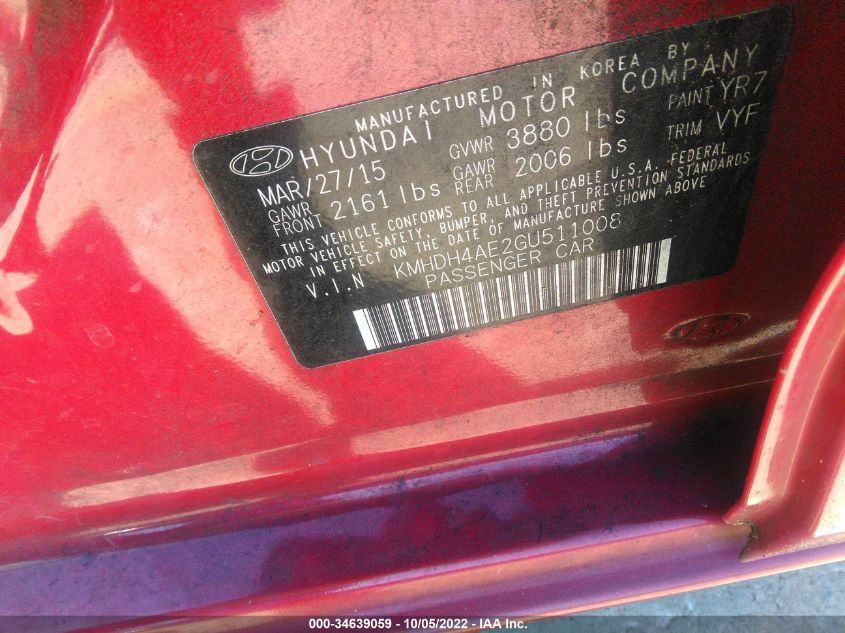 MANUFACTURED IN KOREA BY
HYUNDAI MOTOR COMPANY
MAR/27/15 GVWR 3880 lbs PAINT YR7
GAWR FRONT 2161 lbs GAWR REAR 2006 lbs TRIM VYF
THIS VEHICLE CONFORMS TO ALL APPLICABLE U.S.A. FEDERAL
MOTOR VEHICLE SAFETY, BUMPER, AND THEFT PREVENTION STANDARDS
IN EFFECT ON THE DATE OF MANUFACTURE SHOWN ABOVE
V.I.N KMHDH4AE2GU511008
PASSENGER CAR
000-34639059 - 10/05/2022 - IAA Inc.